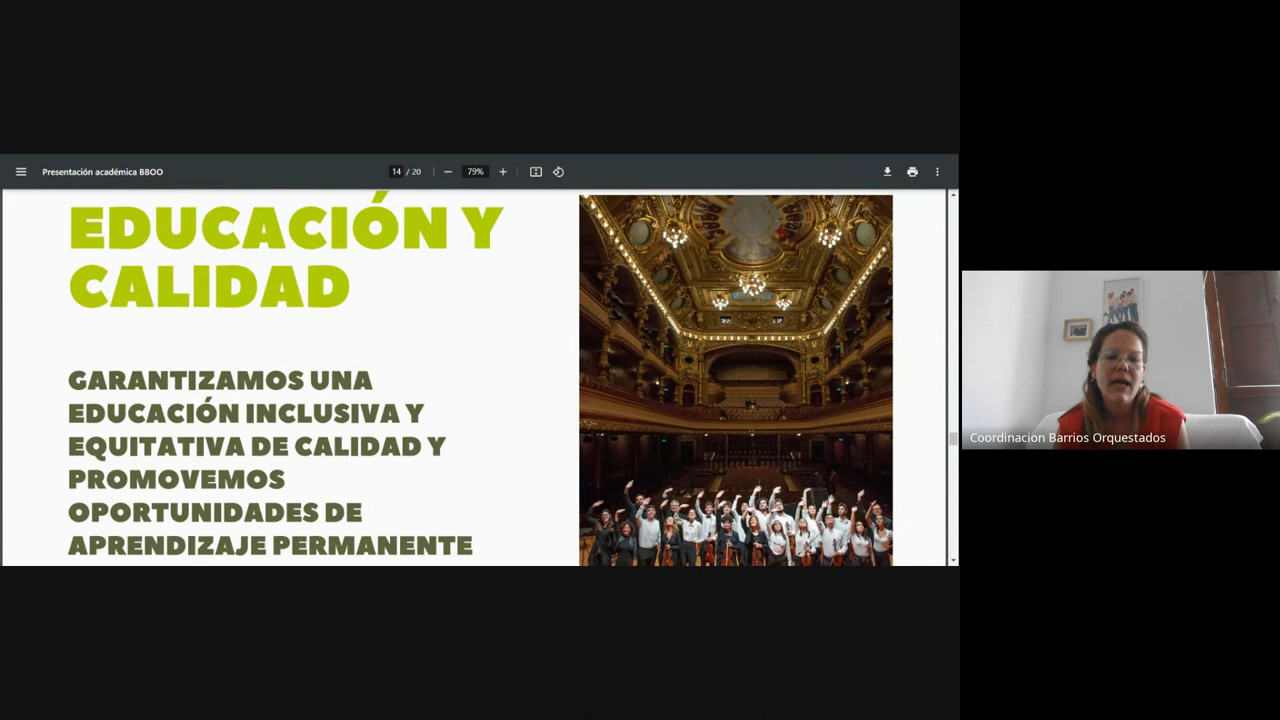 Presentación académica BBOO
14 / 20
79%
EDUCACIÓN Y
CALIDAD
GARANTIZAMOS UNA
EDUCACIÓN INCLUSIVA Y
EQUITATIVA DE CALIDAD Y
PROMOVEMOS
OPORTUNIDADES DE
APRENDIZAJE PERMANENTE
Coordinacion Barrios Orquestados